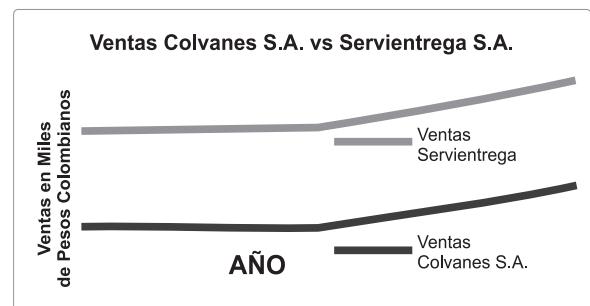 Ventas Colvanes S.A. vs Servientrega S.A.
Ventas en Miles
de Pesos Colombianos
Ventas
Servientrega
Ventas
Colvanes S.A.
AÑO